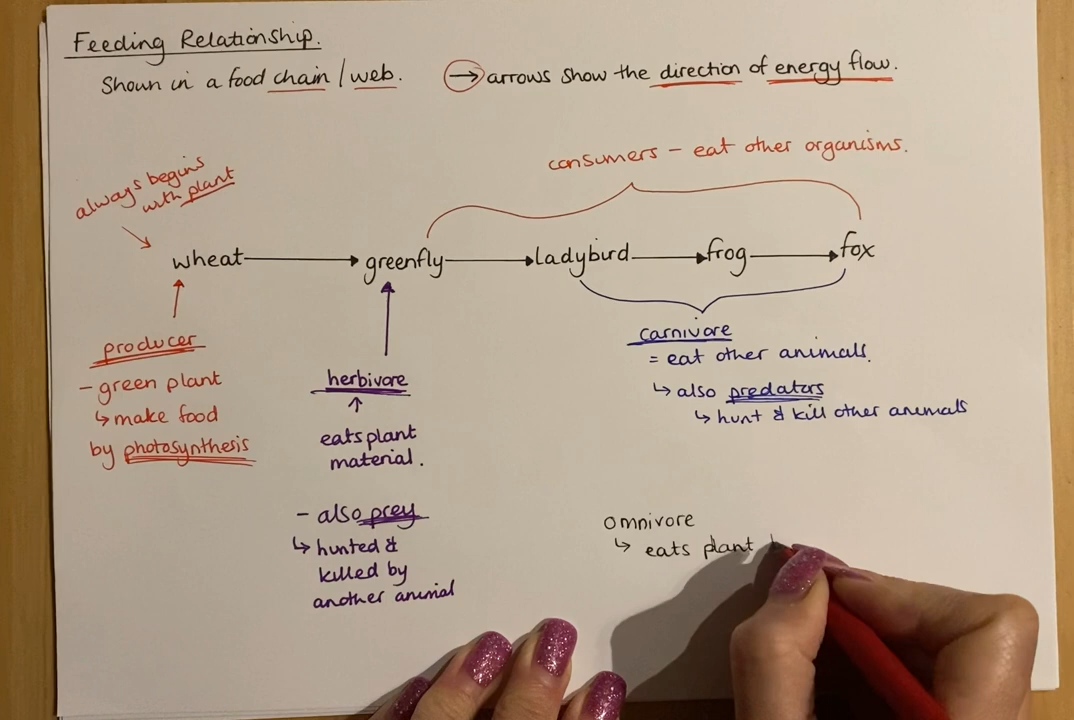 Feeding Relationship.
Shown in a food chain / web.
→ arrows show the direction of energy flow.
consumers - eat other organisms.
always begins
with plant
wheat → greenfly → ladybird → frog → fox
producer
- green plant
↳ make food
by photosynthesis
herbivore
↑
eats plant
material.
- also prey
↳ hunted &
killed by
another animal
carnivore
= eat other animals.
↳ also predators
↳ hunt & kill other animals
omnivore
↳ eats plant